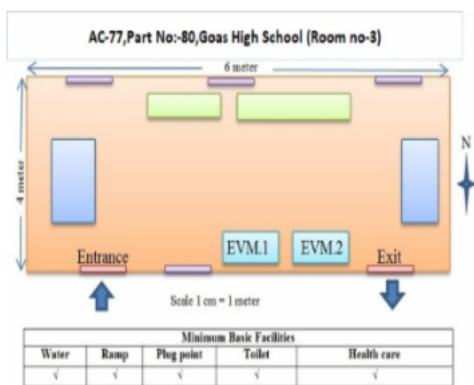 AC-77,Part No:-80,Goas High School (Room no-3)
6 meter
4 meter
N
EVM.1 EVM.2
Entrance Exit
Scale 1 cm = 1 meter
Minimum Basic Facilities
Water Ramp Plug point Toilet Health care
√ √ √ √ √